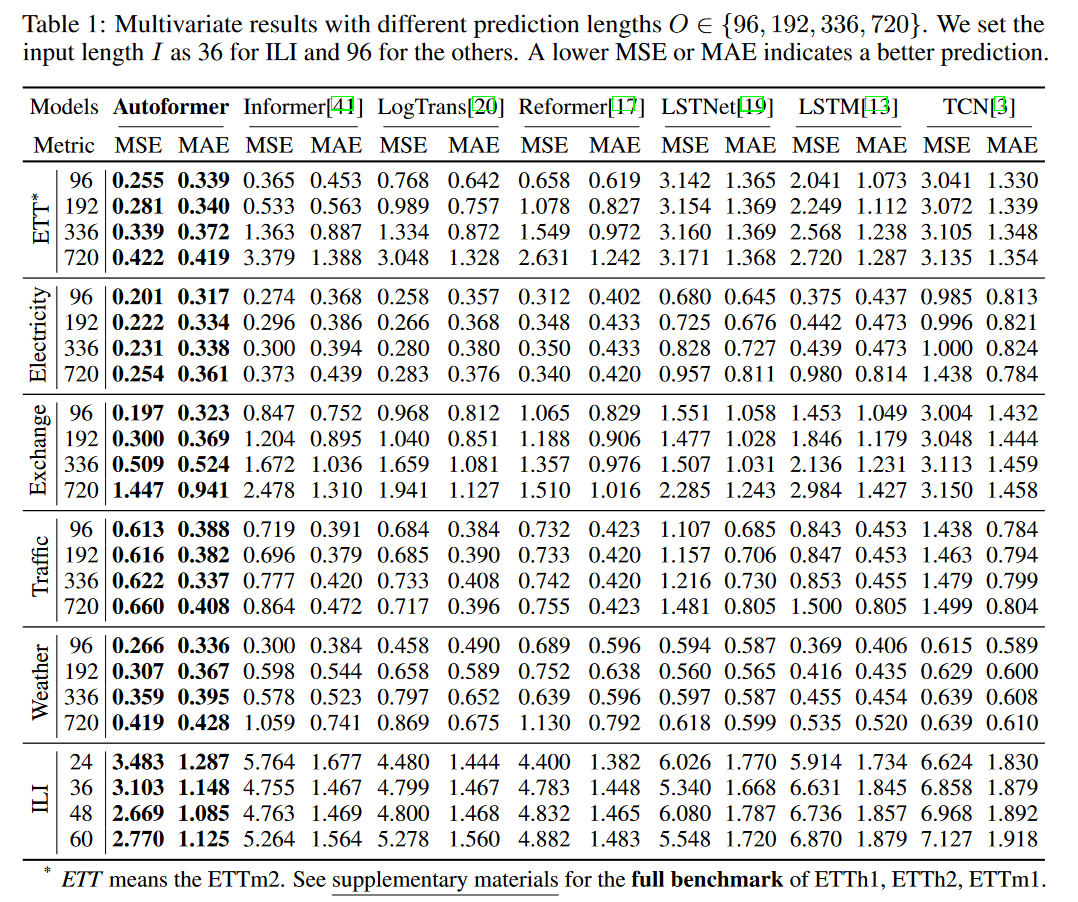 Table 1: Multivariate results with different prediction lengths O ∈ {96, 192, 336, 720}. We set the
input length I as 36 for ILI and 96 for the others. A lower MSE or MAE indicates a better prediction.
Models Autoformer Informer[41] LogTrans[20] Reformer[17] LSTNet[19] LSTM[13] TCN[3]
Metric MSE MAE MSE MAE MSE MAE MSE MAE MSE MAE MSE MAE MSE MAE
ETT*
96 0.255 0.339 0.365 0.453 0.768 0.642 0.658 0.619 3.142 1.365 2.041 1.073 3.041 1.330
192 0.281 0.340 0.533 0.563 0.989 0.757 1.078 0.827 3.154 1.369 2.249 1.112 3.072 1.339
336 0.339 0.372 1.363 0.887 1.334 0.872 1.549 0.972 3.160 1.369 2.568 1.238 3.105 1.348
720 0.422 0.419 3.379 1.388 3.048 1.328 2.631 1.242 3.171 1.368 2.720 1.287 3.135 1.354
Electricity
96 0.201 0.317 0.274 0.368 0.258 0.357 0.312 0.402 0.680 0.645 0.375 0.437 0.985 0.813
192 0.222 0.334 0.296 0.386 0.266 0.368 0.348 0.433 0.725 0.676 0.442 0.473 0.996 0.821
336 0.231 0.338 0.300 0.394 0.280 0.380 0.350 0.433 0.828 0.727 0.439 0.473 1.000 0.824
720 0.254 0.361 0.373 0.439 0.283 0.376 0.340 0.420 0.957 0.811 0.980 0.814 1.438 0.784
Exchange
96 0.197 0.323 0.847 0.752 0.968 0.812 1.065 0.829 1.551 1.058 1.453 1.049 3.004 1.432
192 0.300 0.369 1.204 0.895 1.040 0.851 1.188 0.906 1.477 1.028 1.846 1.179 3.048 1.444
336 0.509 0.524 1.672 1.036 1.659 1.081 1.357 0.976 1.507 1.031 2.136 1.231 3.113 1.459
720 1.447 0.941 2.478 1.310 1.941 1.127 1.510 1.016 2.285 1.243 2.984 1.427 3.150 1.458
Traffic
96 0.613 0.388 0.719 0.391 0.684 0.384 0.732 0.423 1.107 0.685 0.843 0.453 1.438 0.784
192 0.616 0.382 0.696 0.379 0.685 0.390 0.733 0.420 1.157 0.706 0.847 0.453 1.463 0.794
336 0.622 0.337 0.777 0.420 0.733 0.408 0.742 0.420 1.216 0.730 0.853 0.455 1.479 0.799
720 0.660 0.408 0.864 0.472 0.717 0.396 0.755 0.423 1.481 0.805 1.500 0.805 1.499 0.804
Weather
96 0.266 0.336 0.300 0.384 0.458 0.490 0.689 0.596 0.594 0.587 0.369 0.406 0.615 0.589
192 0.307 0.367 0.598 0.544 0.658 0.589 0.752 0.638 0.560 0.565 0.416 0.435 0.629 0.600
336 0.359 0.395 0.578 0.523 0.797 0.652 0.639 0.596 0.597 0.587 0.455 0.454 0.639 0.608
720 0.419 0.428 1.059 0.741 0.869 0.675 1.130 0.792 0.618 0.599 0.535 0.520 0.639 0.610
ILI
24 3.483 1.287 5.764 1.677 4.480 1.444 4.400 1.382 6.026 1.770 5.914 1.734 6.624 1.830
36 3.103 1.148 4.755 1.467 4.799 1.467 4.783 1.448 5.340 1.668 6.631 1.845 6.858 1.879
48 2.669 1.085 4.763 1.469 4.800 1.468 4.832 1.465 6.080 1.787 6.736 1.857 6.968 1.892
60 2.770 1.125 5.264 1.564 5.278 1.560 4.882 1.483 5.548 1.720 6.870 1.879 7.127 1.918
* ETT means the ETTm2. See supplementary materials for the full benchmark of ETTh1, ETTh2, ETTm1.